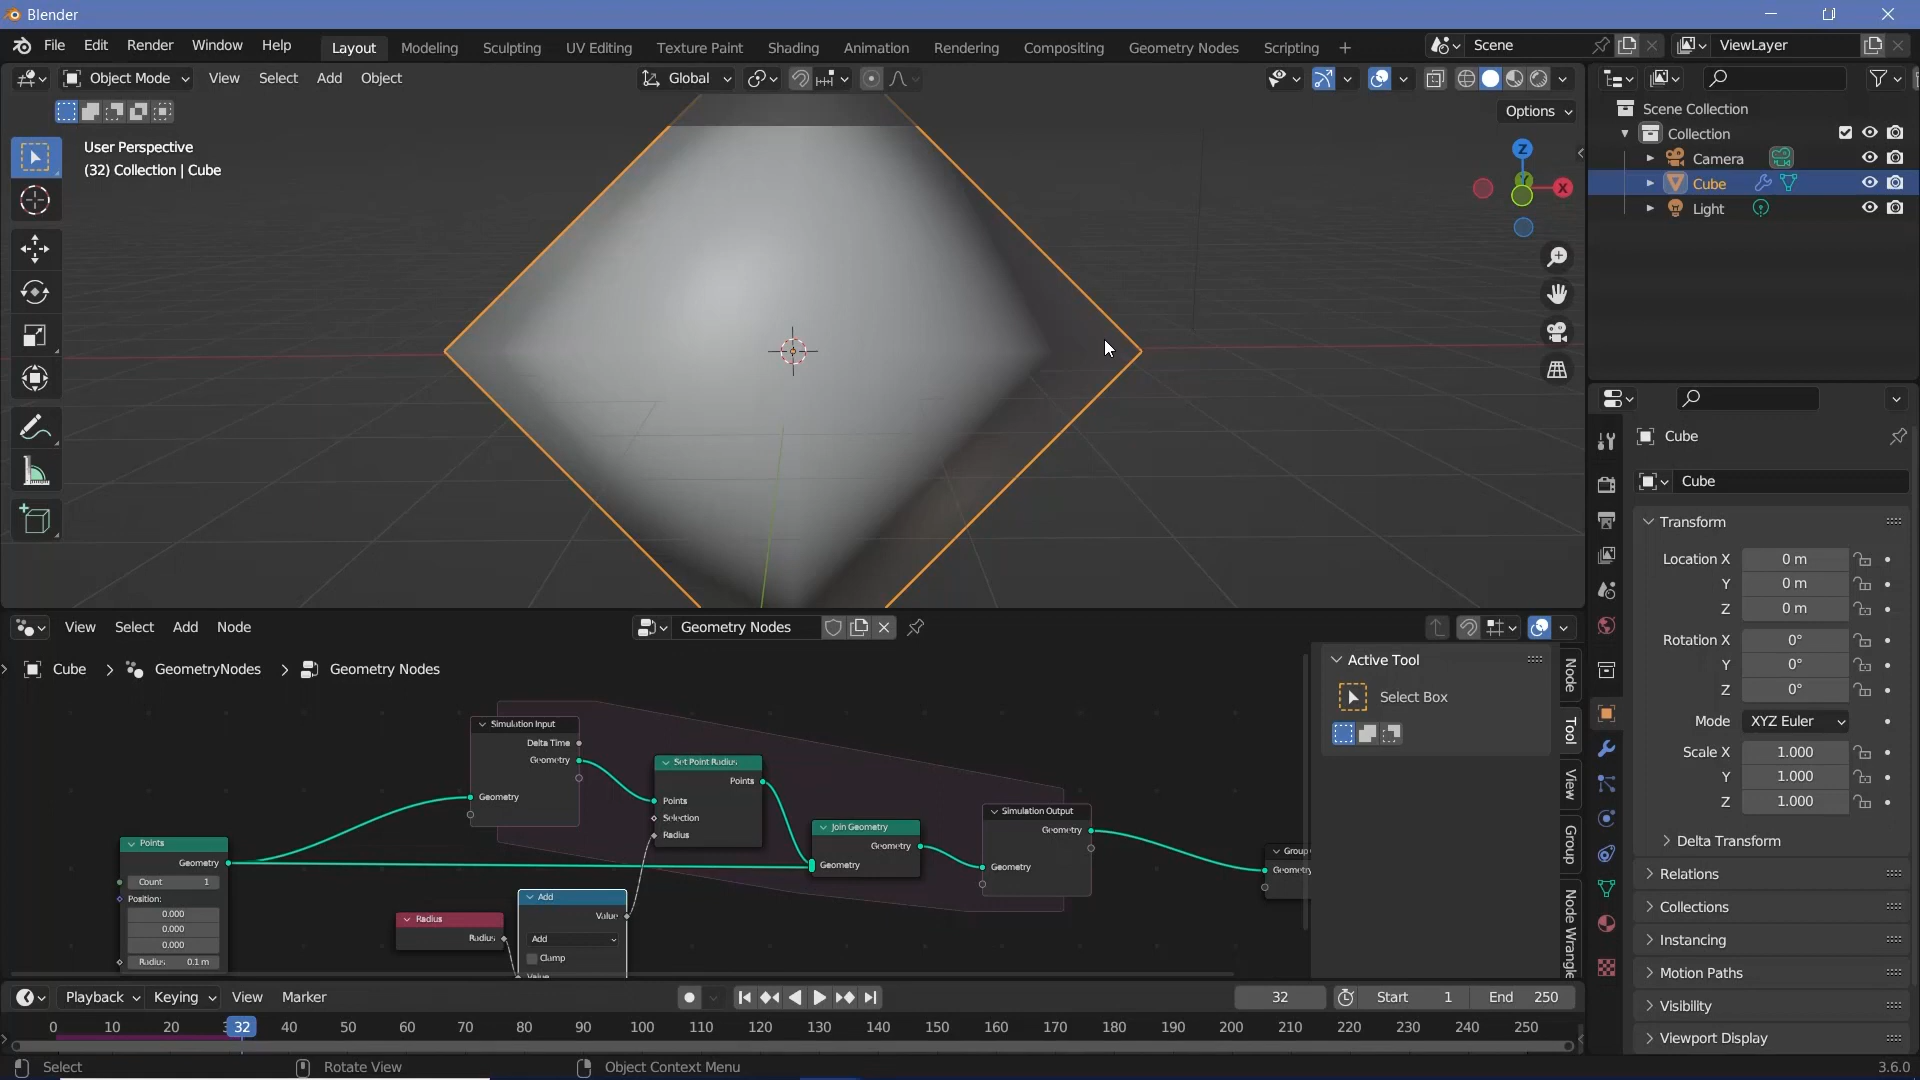 Blender
File Edit Render Window Help
Layout Modeling Sculpting UV Editing Texture Paint Shading Animation Rendering Compositing Geometry Nodes Scripting
Scene
ViewLayer
Object Mode View Select Add Object
Global
Options
User Perspective
(32) Collection | Cube
Z
Y
X
Scene Collection
Collection
Camera
Cube
Light
Cube
Cube
Transform
Location X 0 m
Y 0 m
Z 0 m
Rotation X 0°
Y 0°
Z 0°
Mode XYZ Euler
Scale X 1.000
Y 1.000
Z 1.000
Delta Transform
Relations
Collections
Instancing
Motion Paths
Visibility
Viewport Display
View Select Add Node
Geometry Nodes
Cube GeometryNodes Geometry Nodes
Active Tool
Select Box
Node
Tool
View
Group
Node Wrangle
Simulation Input
Delta Time
Geometry
Geometry
Set Point Radius
Points
Points
Selection
Radius
Join Geometry
Geometry
Geometry
Simulation Output
Geometry
Geometry
Group
Geometry
Points
Geometry
Count 1
Position:
0.000
0.000
0.000
Radius 0.1 m
Radius
Radius
Add
Value
Add
Clamp
Value
Playback Keying View Marker
32
Start 1
End 250
0 10 20 32 40 50 60 70 80 90 100 110 120 130 140 150 160 170 180 190 200 210 220 230 240 250
Select
Rotate View
Object Context Menu
3.6.0